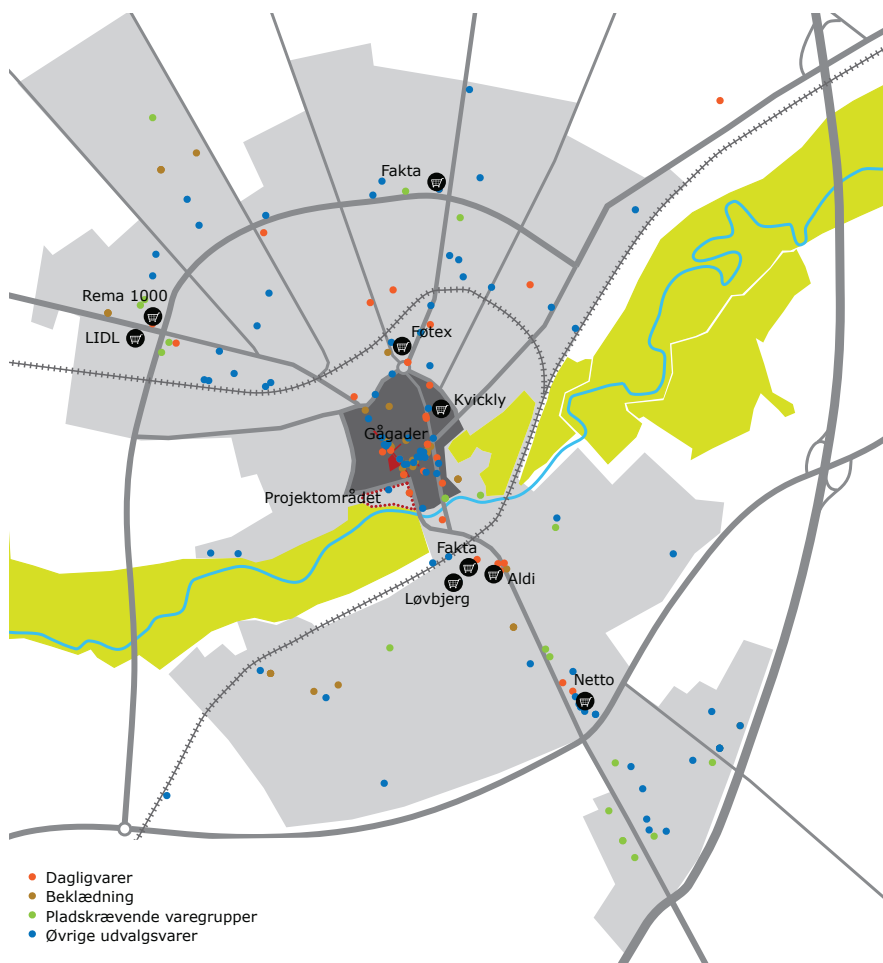 Fakta
Rema 1000
LIDL
Føtex
Kvickly
Gågader
Projektområdet
Fakta
Aldi
Løvbjerg
Netto
Dagligvarer
Beklædning
Pladskrævende varegrupper
Øvrige udvalgsvarer